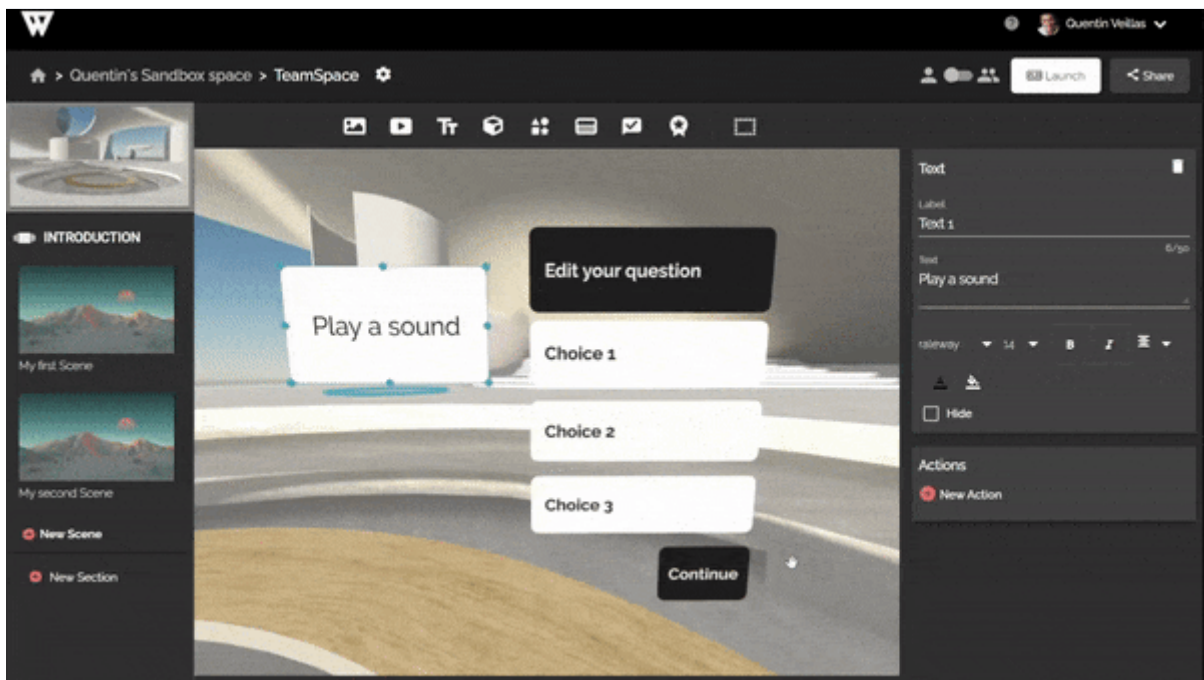 W
Quentin Veillas
> Quentin's Sandbox space > TeamSpace
Launch
Share
INTRODUCTION
My first Scene
My second Scene
New Scene
New Section
Play a sound
Edit your question
Choice 1
Choice 2
Choice 3
Continue
Text
Label
Text 1
6/50
Text
Play a sound
raleway 14 B I
Hide
Actions
New Action